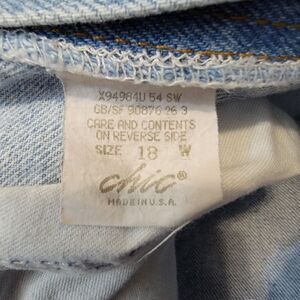 X94984U 54 SW
GB/SF 90876 26 3
CARE AND CONTENTS
ON REVERSE SIDE
SIZE 18 W
chic®
MADE IN U.S.A.